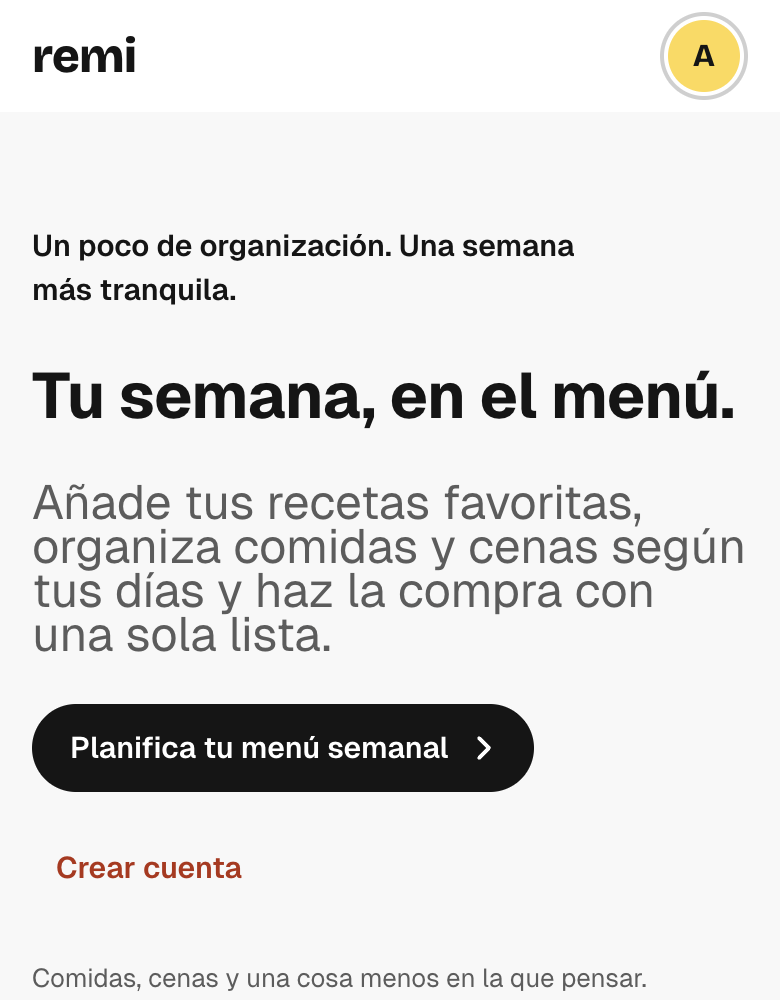 remi
A
Un poco de organización. Una semana
más tranquila.
Tu semana, en el menú.
Añade tus recetas favoritas,
organiza comidas y cenas según
tus días y haz la compra con
una sola lista.
Planifica tu menú semanal
Crear cuenta
Comidas, cenas y una cosa menos en la que pensar.